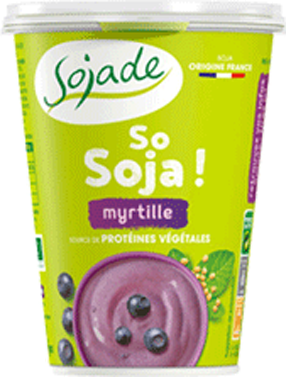 Sojade
SOJA
ORIGINE FRANCE
So
Soja !
myrtille
SOURCE DE PROTÉINES VÉGÉTALES